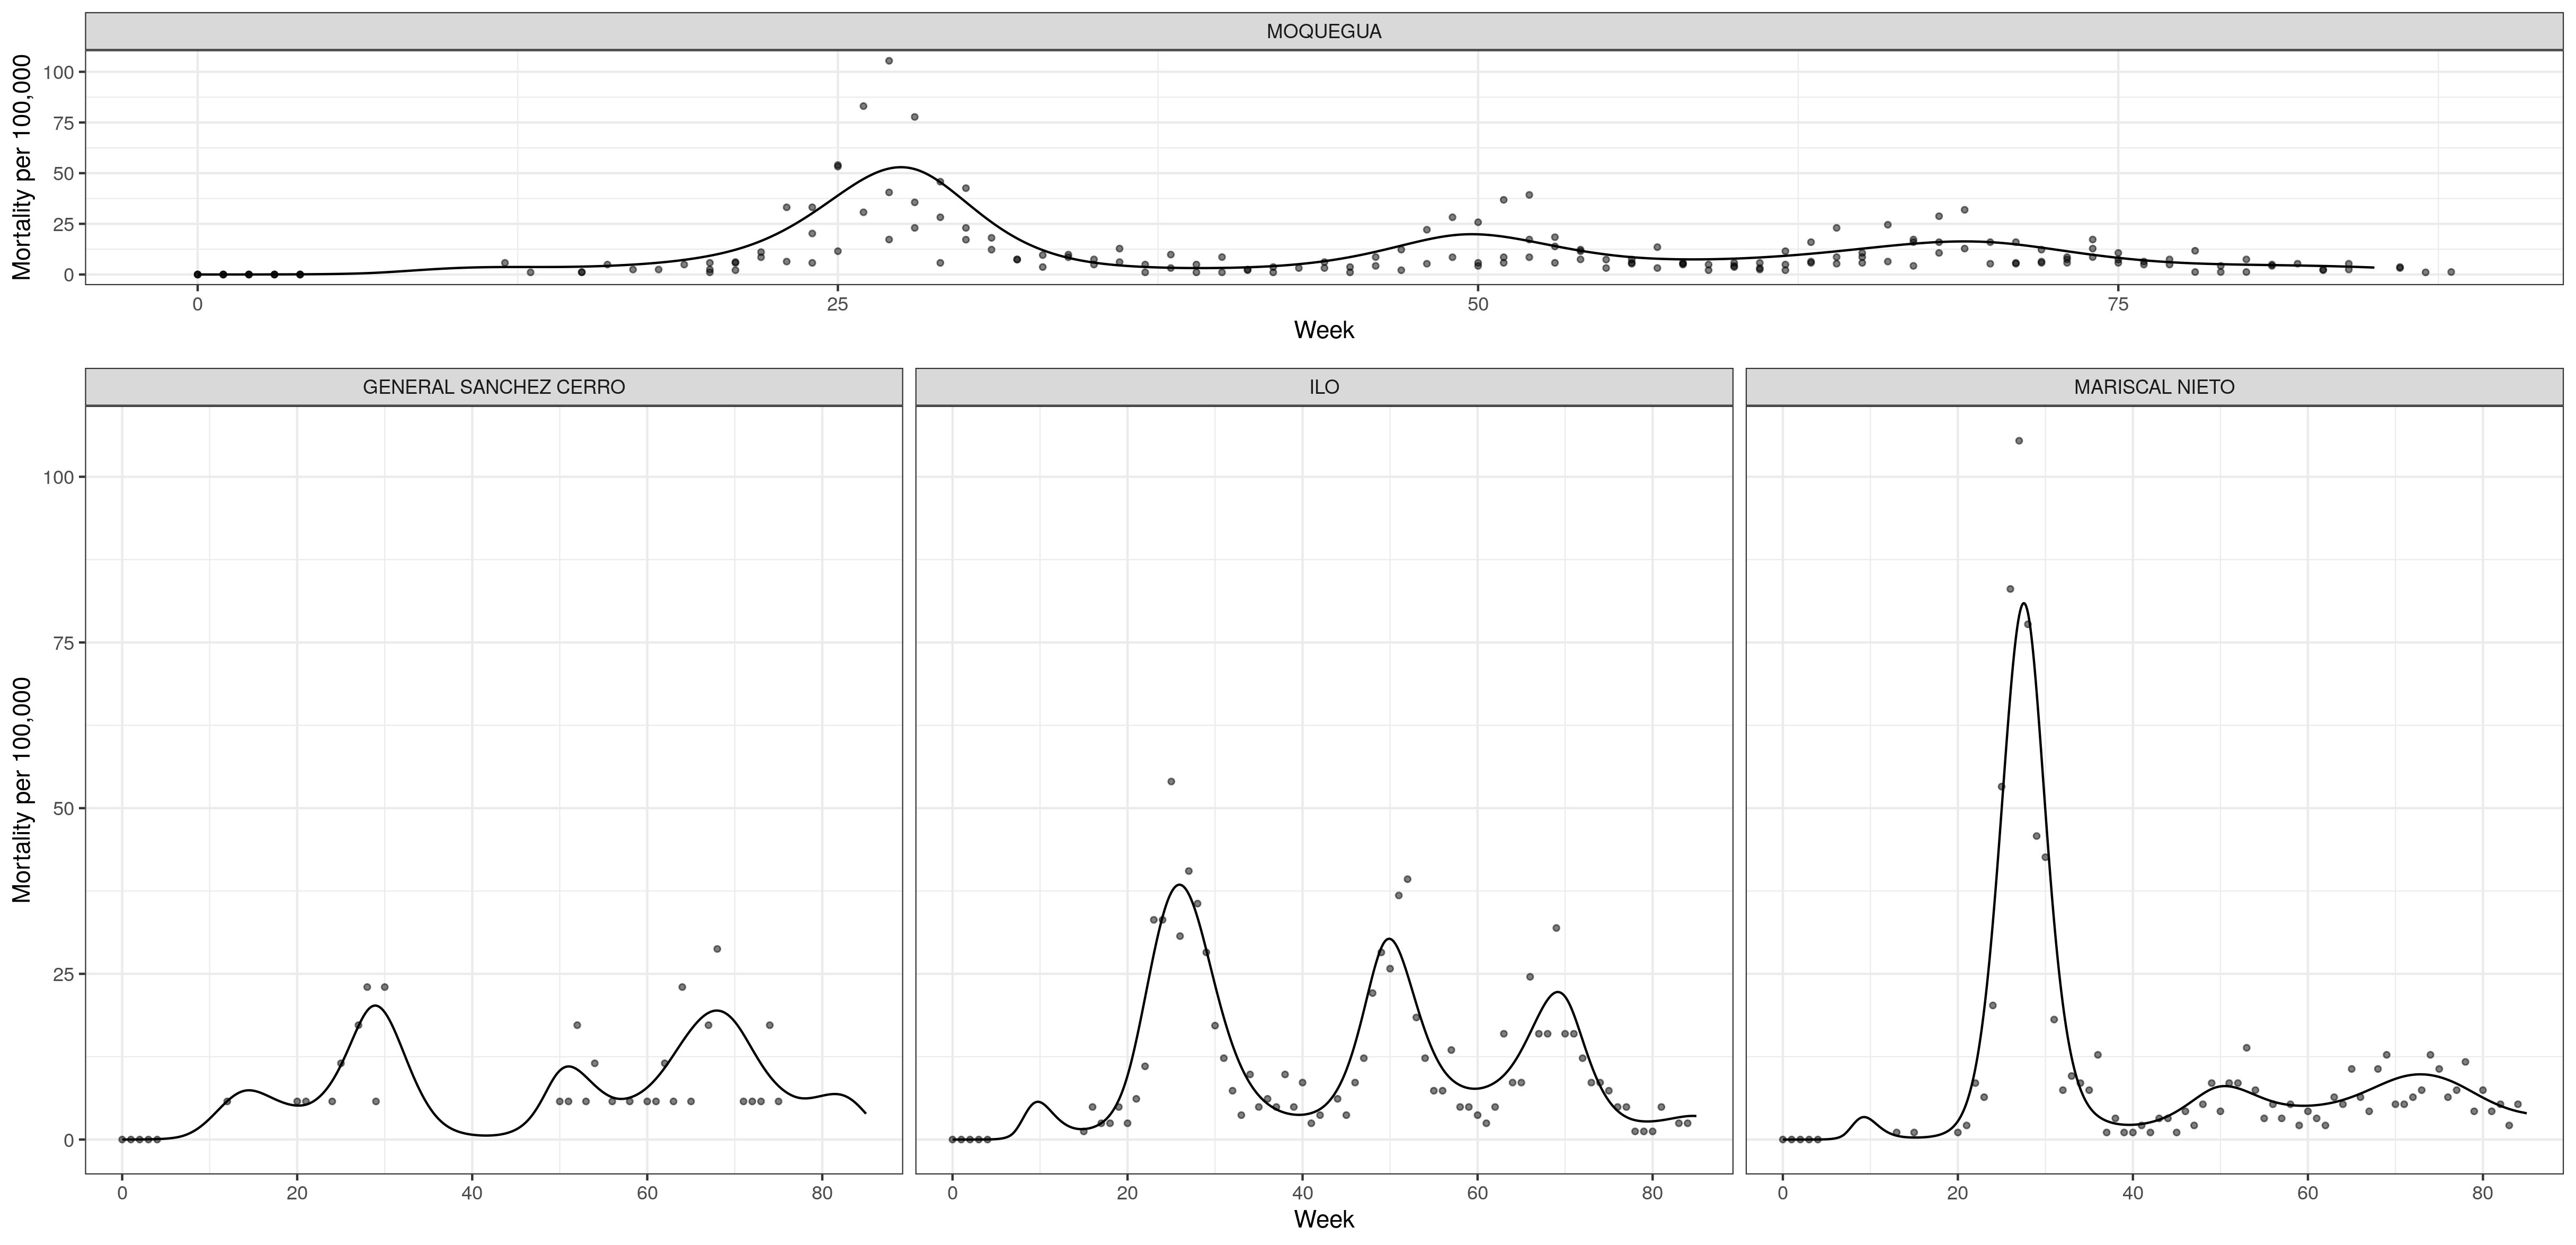 MOQUEGUA
Mortality per 100,000
100
75
50
25
0
0 25 50 75
Week
GENERAL SANCHEZ CERRO ILO MARISCAL NIETO
Mortality per 100,000
100
75
50
25
0
0 20 40 60 80 0 20 40 60 80 0 20 40 60 80
Week